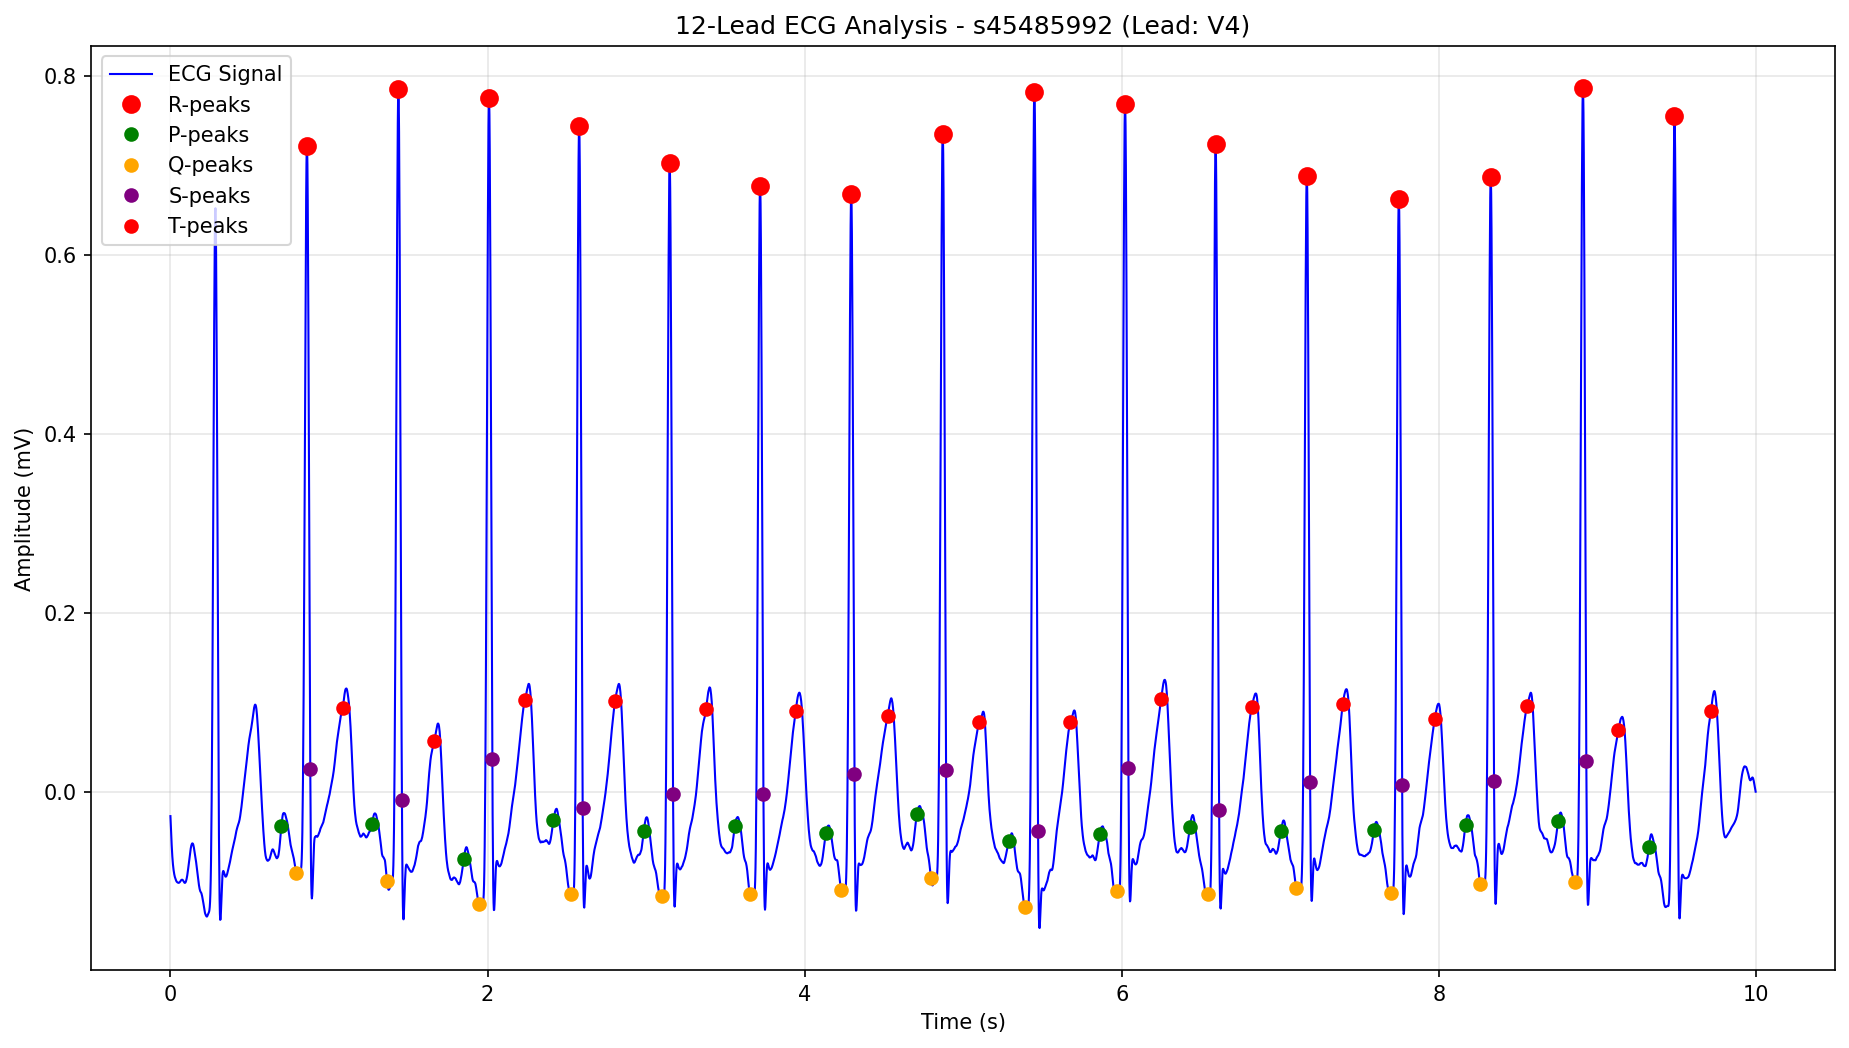 12-Lead ECG Analysis - s45485992 (Lead: V4)
ECG Signal
R-peaks
P-peaks
Q-peaks
S-peaks
T-peaks
0.8
0.6
0.4
0.2
0.0
Amplitude (mV)
0 2 4 6 8 10
Time (s)